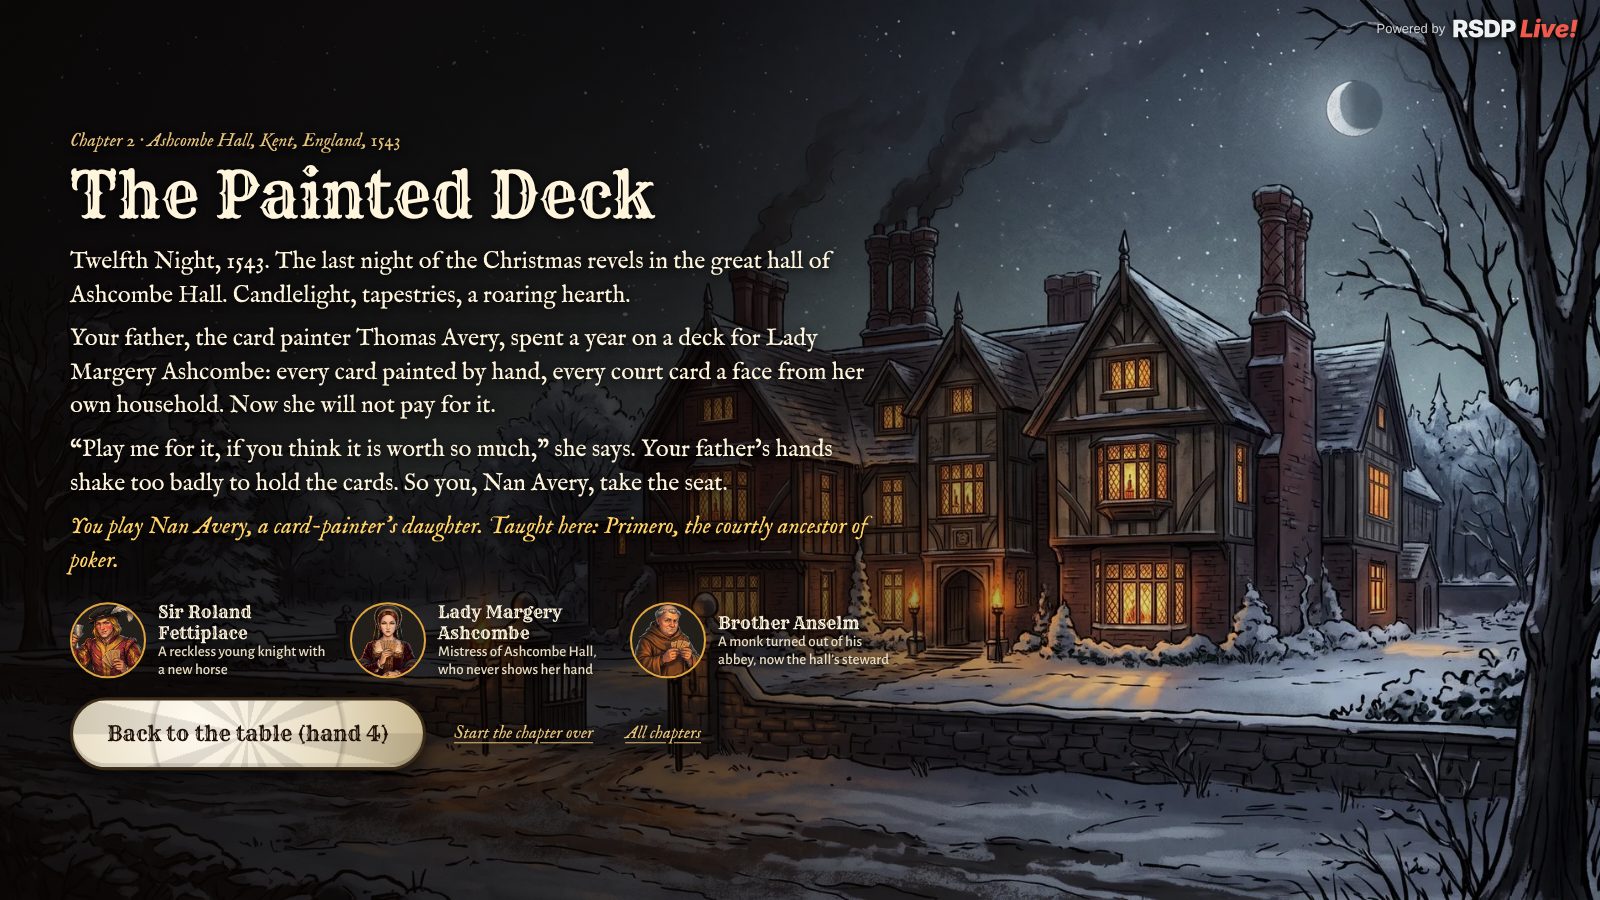 Powered by RSDP Live!
Chapter 2 · Ashcombe Hall, Kent, England, 1543
The Painted Deck
Twelfth Night, 1543. The last night of the Christmas revels in the great hall of
Ashcombe Hall. Candlelight, tapestries, a roaring hearth.
Your father, the card painter Thomas Avery, spent a year on a deck for Lady
Margery Ashcombe: every card painted by hand, every court card a face from her
own household. Now she will not pay for it.
“Play me for it, if you think it is worth so much,” she says. Your father’s hands
shake too badly to hold the cards. So you, Nan Avery, take the seat.
You play Nan Avery, a card-painter’s daughter. Taught here: Primero, the courtly ancestor of
poker.
Sir Roland
Fettiplace
A reckless young knight with
a new horse
Lady Margery
Ashcombe
Mistress of Ashcombe Hall,
who never shows her hand
Brother Anselm
A monk turned out of his
abbey, now the hall’s steward
Back to the table (hand 4)
Start the chapter over
All chapters